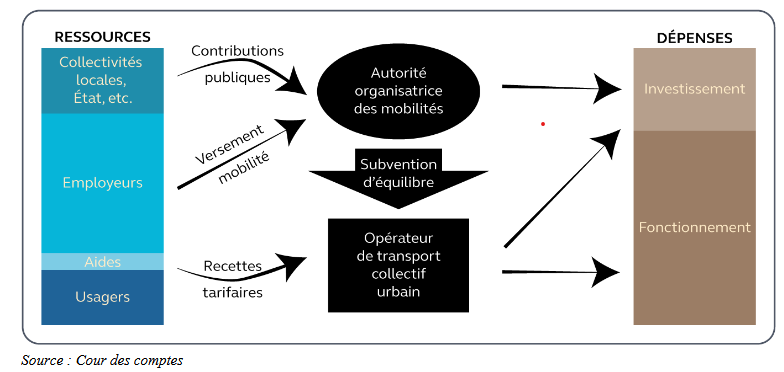 RESSOURCES
Collectivités
locales,
État, etc.
Employeurs
Aides
Usagers
Contributions
publiques
Versement
mobilité
Recettes
tarifaires
Autorité
organisatrice
des mobilités
Subvention
d'équilibre
Opérateur
de transport
collectif
urbain
DÉPENSES
Investissement
Fonctionnement
Source : Cour des comptes